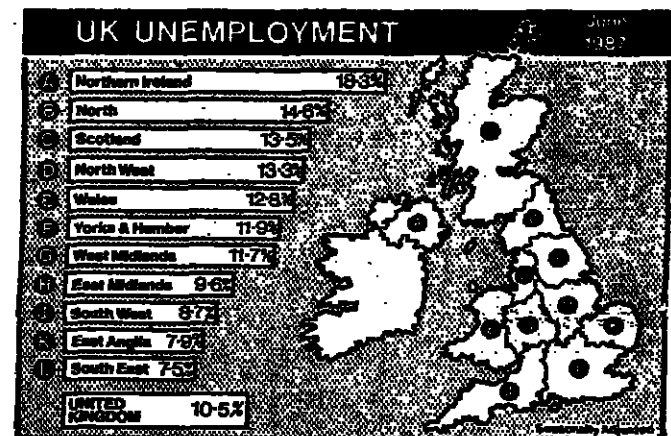 UK UNEMPLOYMENT
June
1987
A Northern Ireland 18·3%
B North 14·6%
C Scotland 13·5%
D North West 13·3%
E Wales 12·8%
F Yorks & Humber 11·9%
G West Midlands 11·7%
H East Midlands 9·6%
J South West 8·7%
K East Anglia 7·9%
L South East 7·5%
UNITED
KINGDOM 10·5%
Seasonally Adjusted